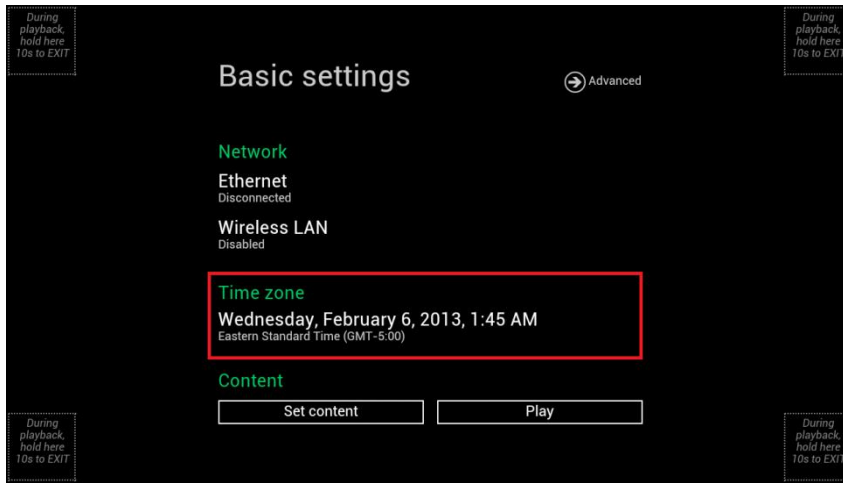 During
playback,
hold here
10s to EXIT
During
playback,
hold here
10s to EXIT
Basic settings
Advanced
Network
Ethernet
Disconnected
Wireless LAN
Disabled
Time zone
Wednesday, February 6, 2013, 1:45 AM
Eastern Standard Time (GMT-5:00)
Content
Set content
Play
During
playback,
hold here
10s to EXIT
During
playback,
hold here
10s to EXIT